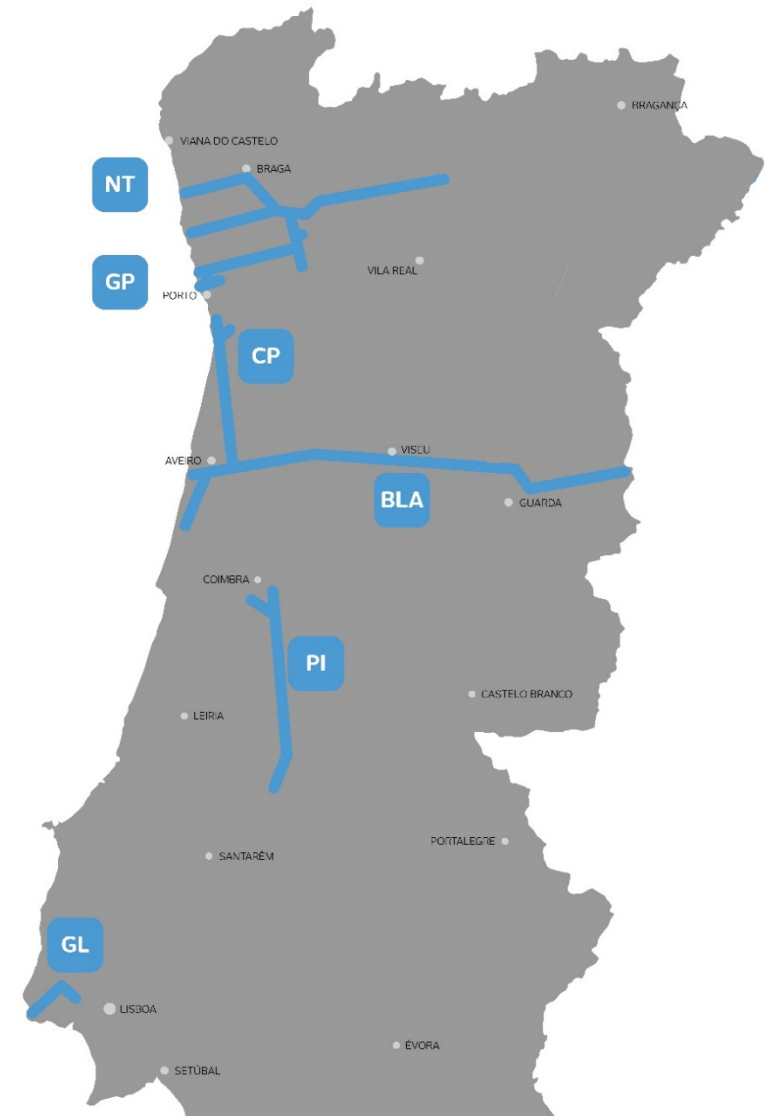 BRAGANÇA
VIANA DO CASTELO
BRAGA
NT
VILA REAL
GP
PORTO
CP
VISEU
AVEIRO
BLA
GUARDA
COIMBRA
PI
CASTELO BRANCO
LEIRIA
PORTALEGRE
SANTARÉM
GL
LISBOA
ÉVORA
SETÚBAL